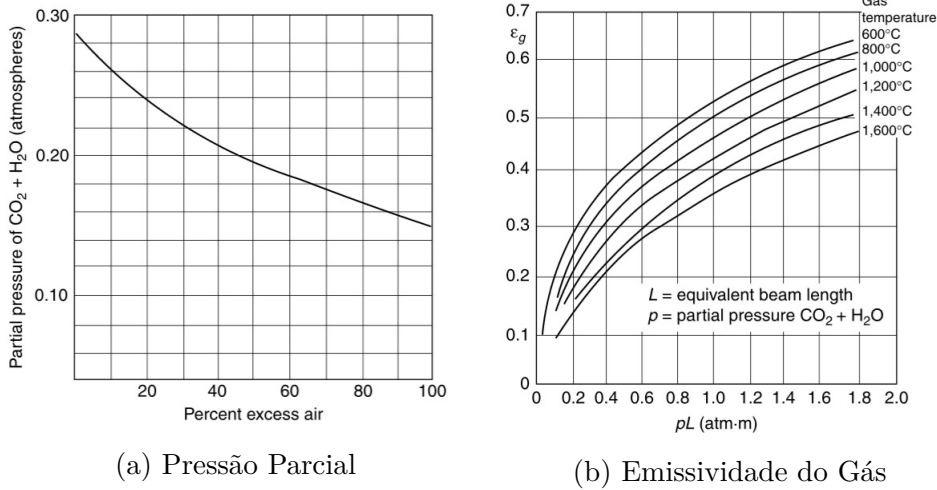 0.30
0.20
0.10
Partial pressure of CO₂ + H₂O (atmospheres)
20 40 60 80 100
Percent excess air
(a) Pressão Parcial
0.7
εg
0.6
0.5
0.4
0.3
0.2
0.1
0
Gas
temperature
600°C
800°C
1,000°C
1,200°C
1,400°C
1,600°C
L = equivalent beam length
p = partial pressure CO₂ + H₂O
0 0.2 0.4 0.6 0.8 1.0 1.2 1.4 1.6 1.8 2.0
pL (atm·m)
(b) Emissividade do Gás